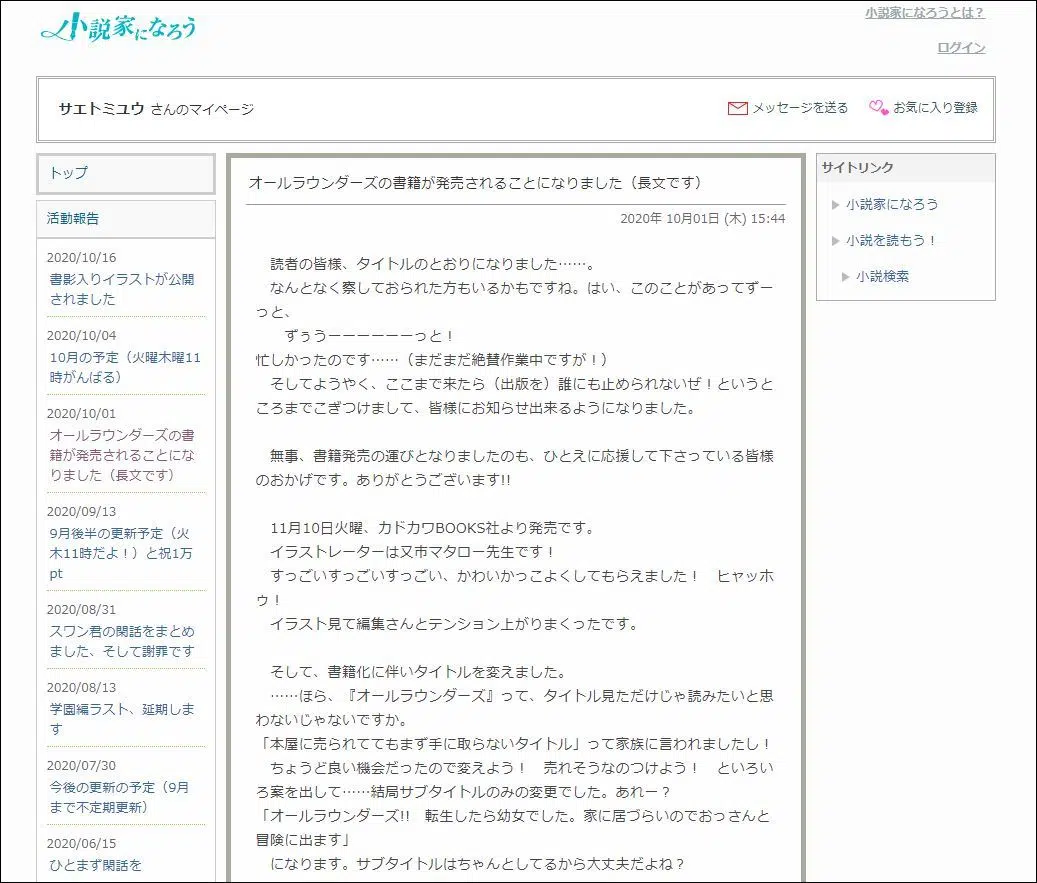 小説家になろう
小説家になろうとは？
ログイン
サエトミユウ さんのマイページ
メッセージを送る
お気に入り登録
トップ
活動報告
2020/10/16
書影入りイラストが公開
されました
2020/10/04
10月の予定（火曜木曜11
時がんばる）
2020/10/01
オールラウンダーズの書
籍が発売されることにな
りました（長文です）
2020/09/13
9月後半の更新予定（火
木11時だよ！）と祝1万
pt
2020/08/31
スワン君の閑話をまとめ
ました、そして謝罪です
2020/08/13
学園編ラスト、延期しま
す
2020/07/30
今後の更新の予定（9月
まで不定期更新）
2020/06/15
ひとまず閑話を
オールラウンダーズの書籍が発売されることになりました（長文です）
2020年 10月01日 (木) 15:44
読者の皆様、タイトルのとおりになりました……。
なんとなく察しておられた方もいるかもですね。はい、このことがあってずー
っと、
ずぅうーーーーーーっと！
忙しかったのです……（まだまだ絶賛作業中ですが！）
そしてようやく、ここまで来たら（出版を）誰にも止められないぜ！というと
ころまでこぎつけまして、皆様にお知らせ出来るようになりました。
無事、書籍発売の運びとなりましたのも、ひとえに応援して下さっている皆様
のおかげです。ありがとうございます!!
11月10日火曜、カドカワBOOKS社より発売です。
イラストレーターは又市マタロー先生です！
すっごいすっごいすっごい、かわいかっこよくしてもらえました！　ヒャッホ
ゥ！
イラスト見て編集さんとテンション上がりまくったです。
そして、書籍化に伴いタイトルを変えました。
……ほら、『オールラウンダーズ』って、タイトル見ただけじゃ読みたいと思
わないじゃないですか。
「本屋に売られててもまず手に取らないタイトル」って家族に言われましたし！
ちょうど良い機会だったので変えよう！　売れそうなのつけよう！　といろい
ろ案を出して……結局サブタイトルのみの変更でした。あれー？
「オールラウンダーズ!!　転生したら幼女でした。家に居づらいのでおっさんと
冒険に出ます」
になります。サブタイトルはちゃんとしてるから大丈夫だよね？
サイトリンク
小説家になろう
小説を読もう！
小説検索